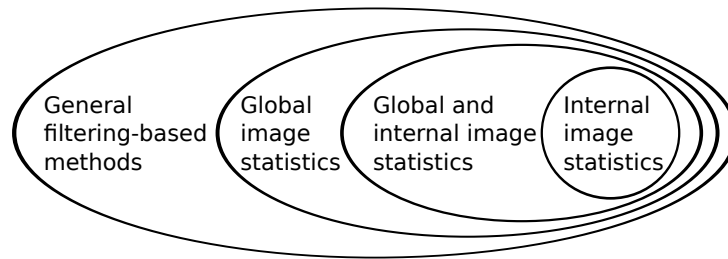 General
filtering-based
methods
Global
image
statistics
Global and
internal image
statistics
Internal
image
statistics